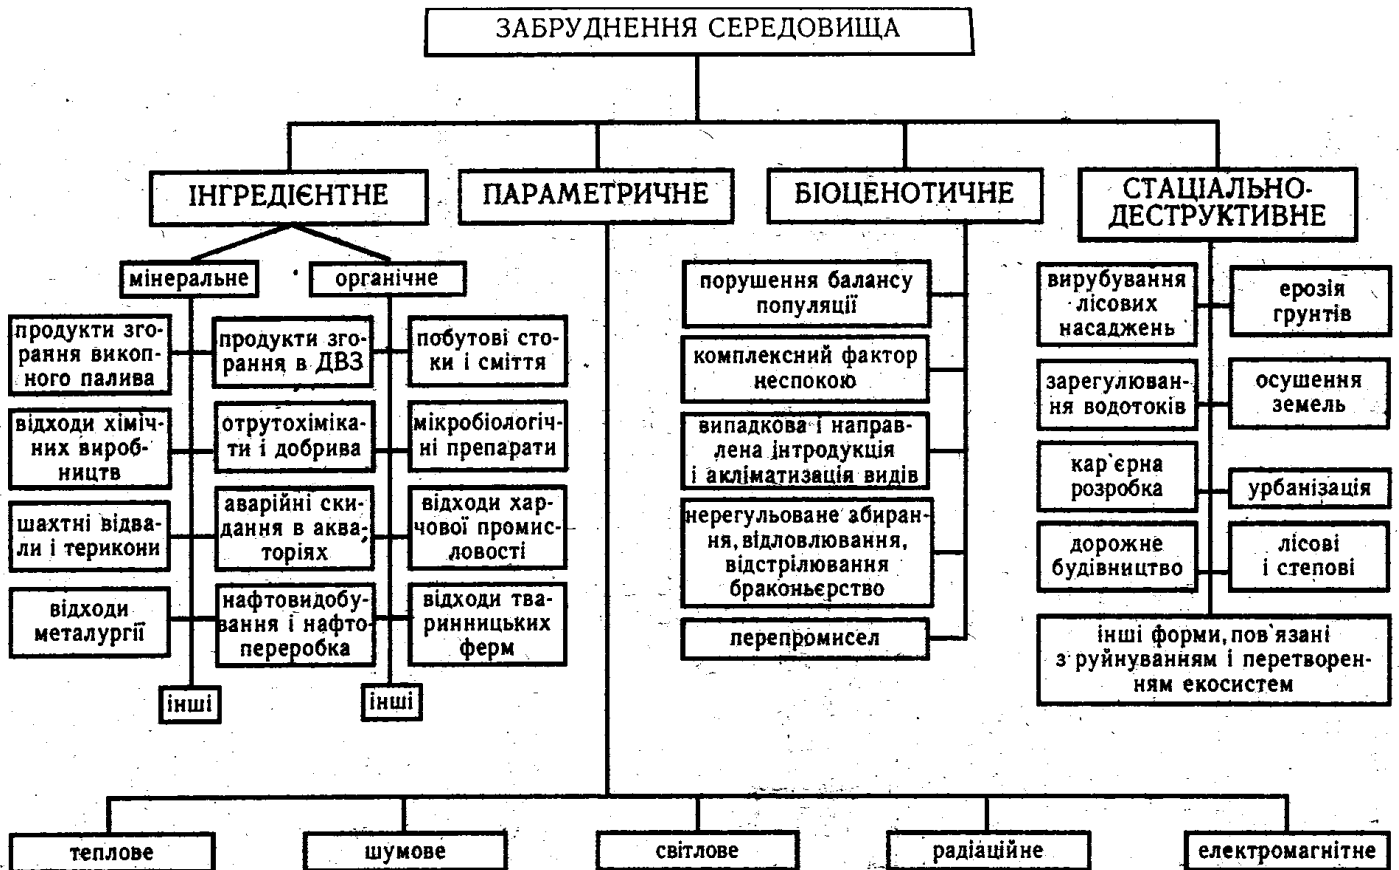 ЗАБРУДНЕННЯ СЕРЕДОВИЩА
ІНГРЕДІЄНТНЕ
ПАРАМЕТРИЧНЕ
БІОЦЕНОТИЧНЕ
СТАЦІАЛЬНО-
ДЕСТРУКТИВНЕ
мінеральне
органічне
продукти зго-
рання викоп-
ного палива
відходи хіміч-
них вироб-
ництв
шахтні відва-
ли і терикони
відходи
металургії
інші
продукти зго-
рання в ДВЗ
отрутохіміка-
ти і добрива
аварійні ски-
дання в аква-
торіях
нафтовидобу-
вання і нафто-
переробка
побутові сто-
ки і сміття
мікробіологіч-
ні препарати
відходи хар-
чової промис-
ловості
відходи тва-
ринницьких
ферм
інші
порушення балансу
популяції
комплексний фактор
неспокою
випадкова і направ-
лена інтродукція
і акліматизація видів
нерегульоване абиран-
ня, відловлювання,
відстрілювання
браконьєрство
перепромисел
вирубування
лісових
насаджень
ерозія
грунтів
зарегулюван-
ня водотоків
осушення
земель
кар`єрна
розробка
урбанізація
дорожне
будівництво
лісові
і степові
інші форми, пов`язані
з руйнуванням і перетворен-
ням екосистем
теплове
шумове
світлове
радіаційне
електромагнітне